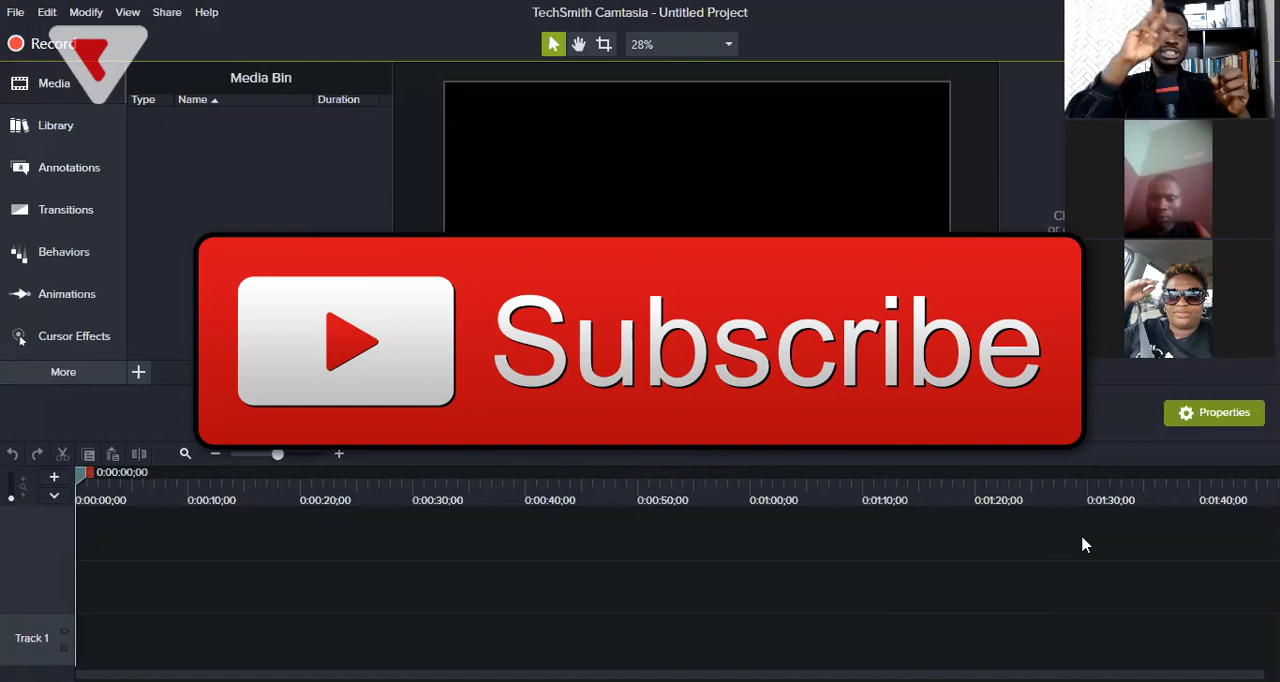 File Edit Modify View Share Help
TechSmith Camtasia - Untitled Project
Record
28%
Media
Media Bin
Type Name Duration
Library
Annotations
Transitions
Behaviors
Animations
Cursor Effects
More
Subscribe
Properties
0:00:00;00
0:00:00;00 0:00:10;00 0:00:20;00 0:00:30;00 0:00:40;00 0:00:50;00 0:01:00;00 0:01:10;00 0:01:20;00 0:01:30;00 0:01:40;00
Track 1